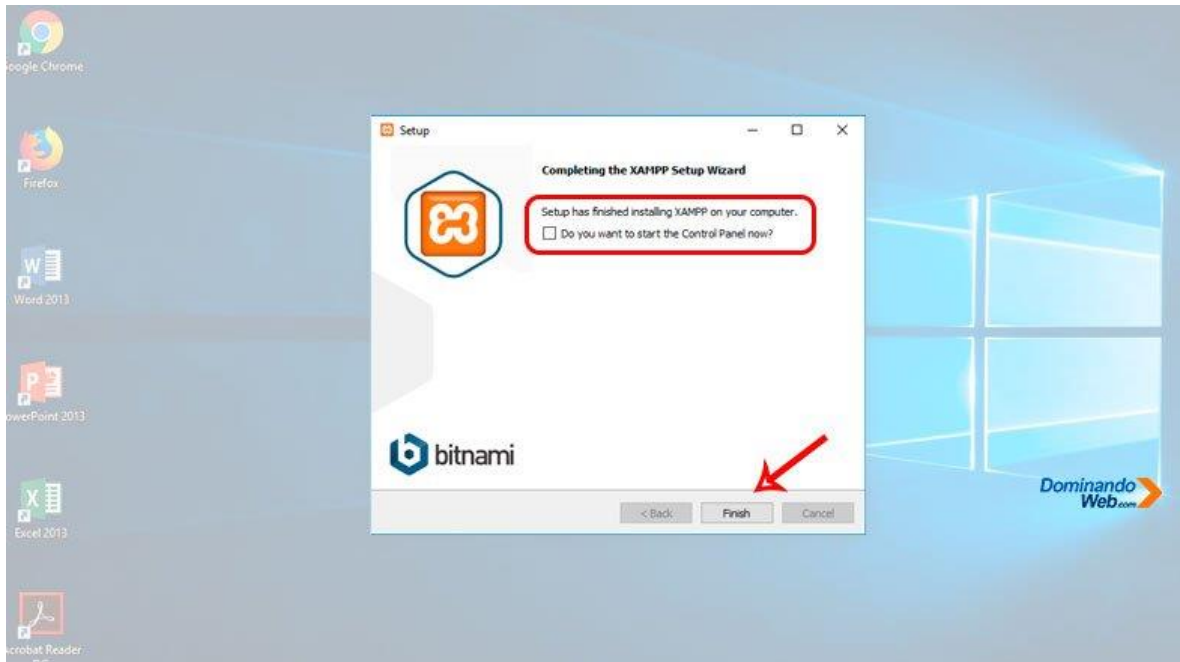 Google Chrome
Firefox
Word 2013
PowerPoint 2013
Excel 2013
Acrobat Reader
Setup
Completing the XAMPP Setup Wizard
Setup has finished installing XAMPP on your computer.
Do you want to start the Control Panel now?
bitnami
< Back
Finish
Cancel
Dominando
Web.com